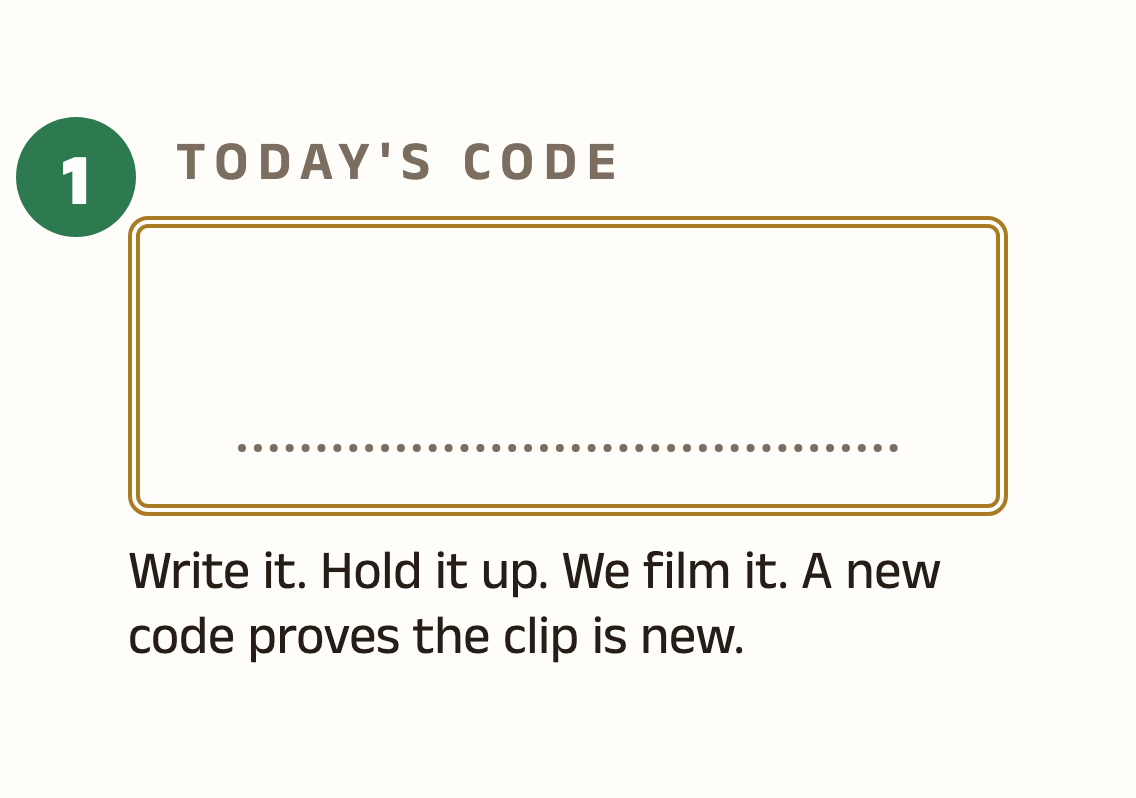 1
TODAY'S CODE
Write it. Hold it up. We film it. A new
code proves the clip is new.